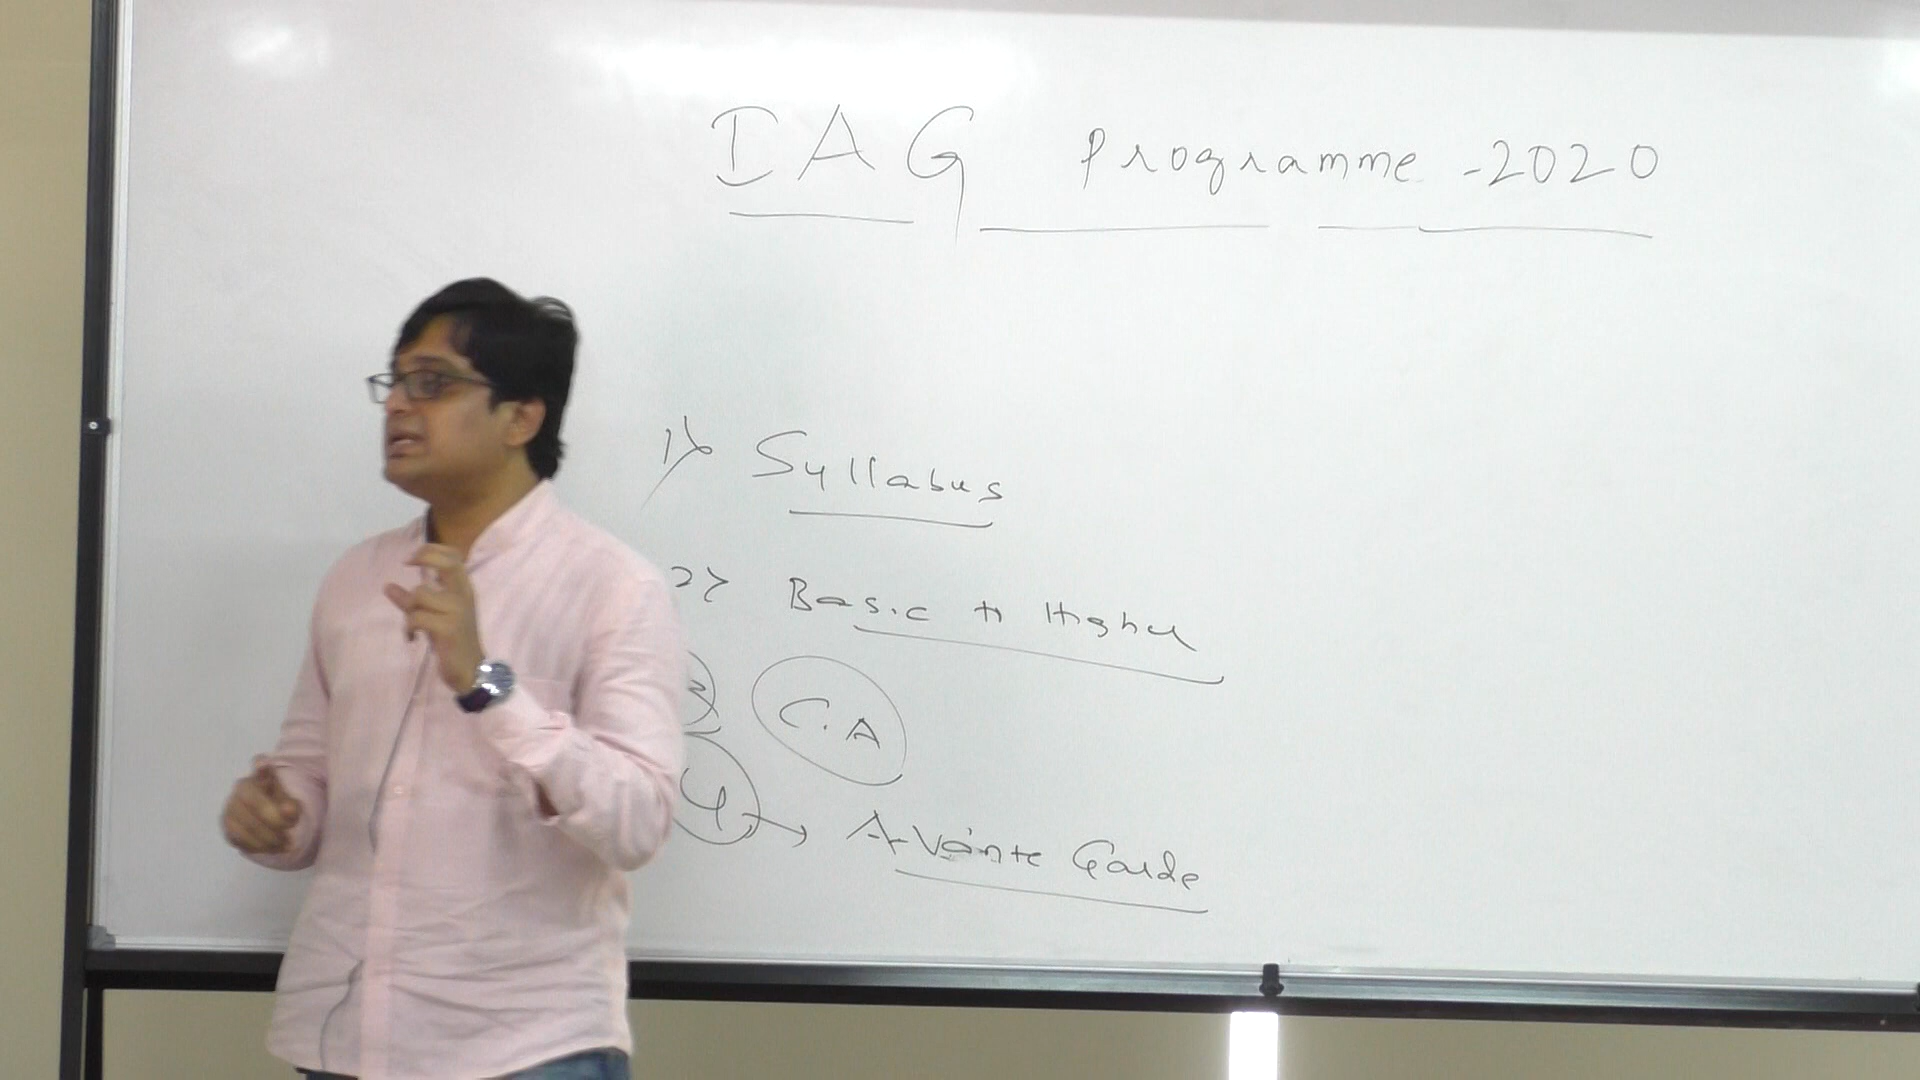 IAG Programme - 2020
1) Syllabus
2) Basic to Higher
3 C.A
4 → Avante Garde